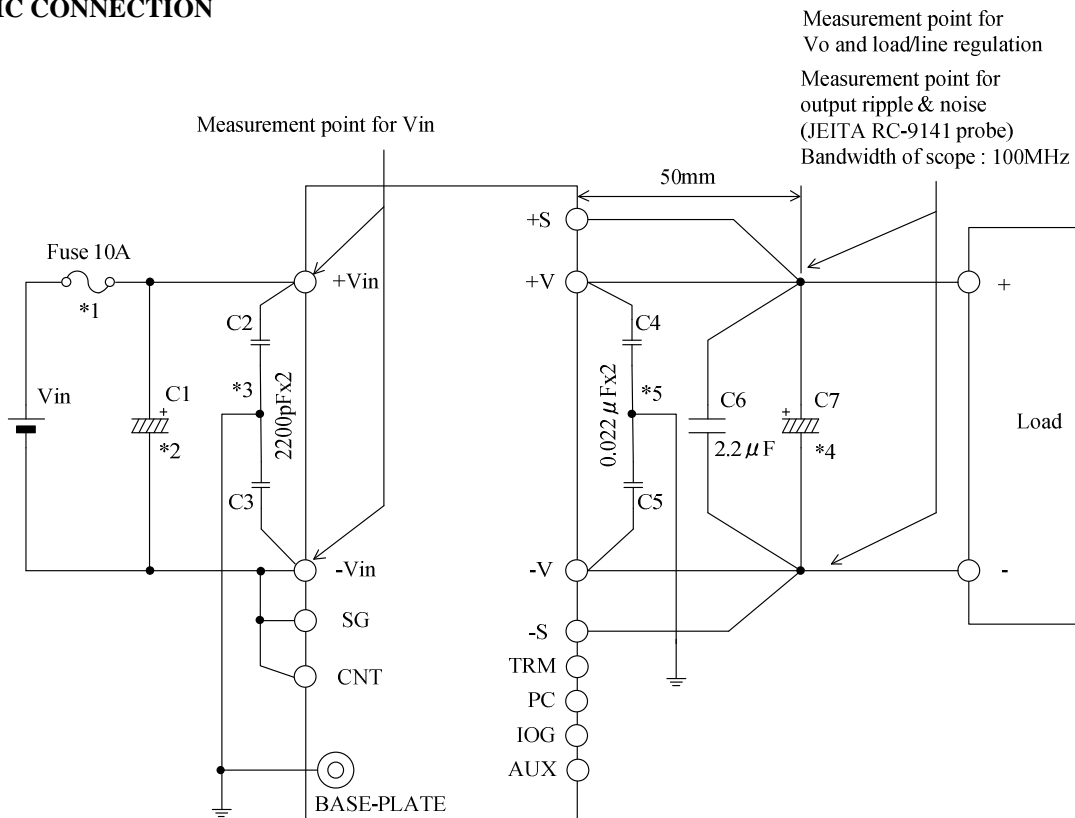 IC CONNECTION
Measurement point for
Vo and load/line regulation
Measurement point for
output ripple & noise
(JEITA RC-9141 probe)
Bandwidth of scope : 100MHz
Measurement point for Vin
50mm
+S
Fuse 10A
*1
+Vin
+V
+
C2
C4
*3
2200pFx2
0.022μFx2
*5
Vin
C1
+
*2
C6
2.2μF
C7
+
*4
Load
C3
C5
-Vin
-V
-
SG
-S
CNT
TRM
PC
IOG
AUX
BASE-PLATE